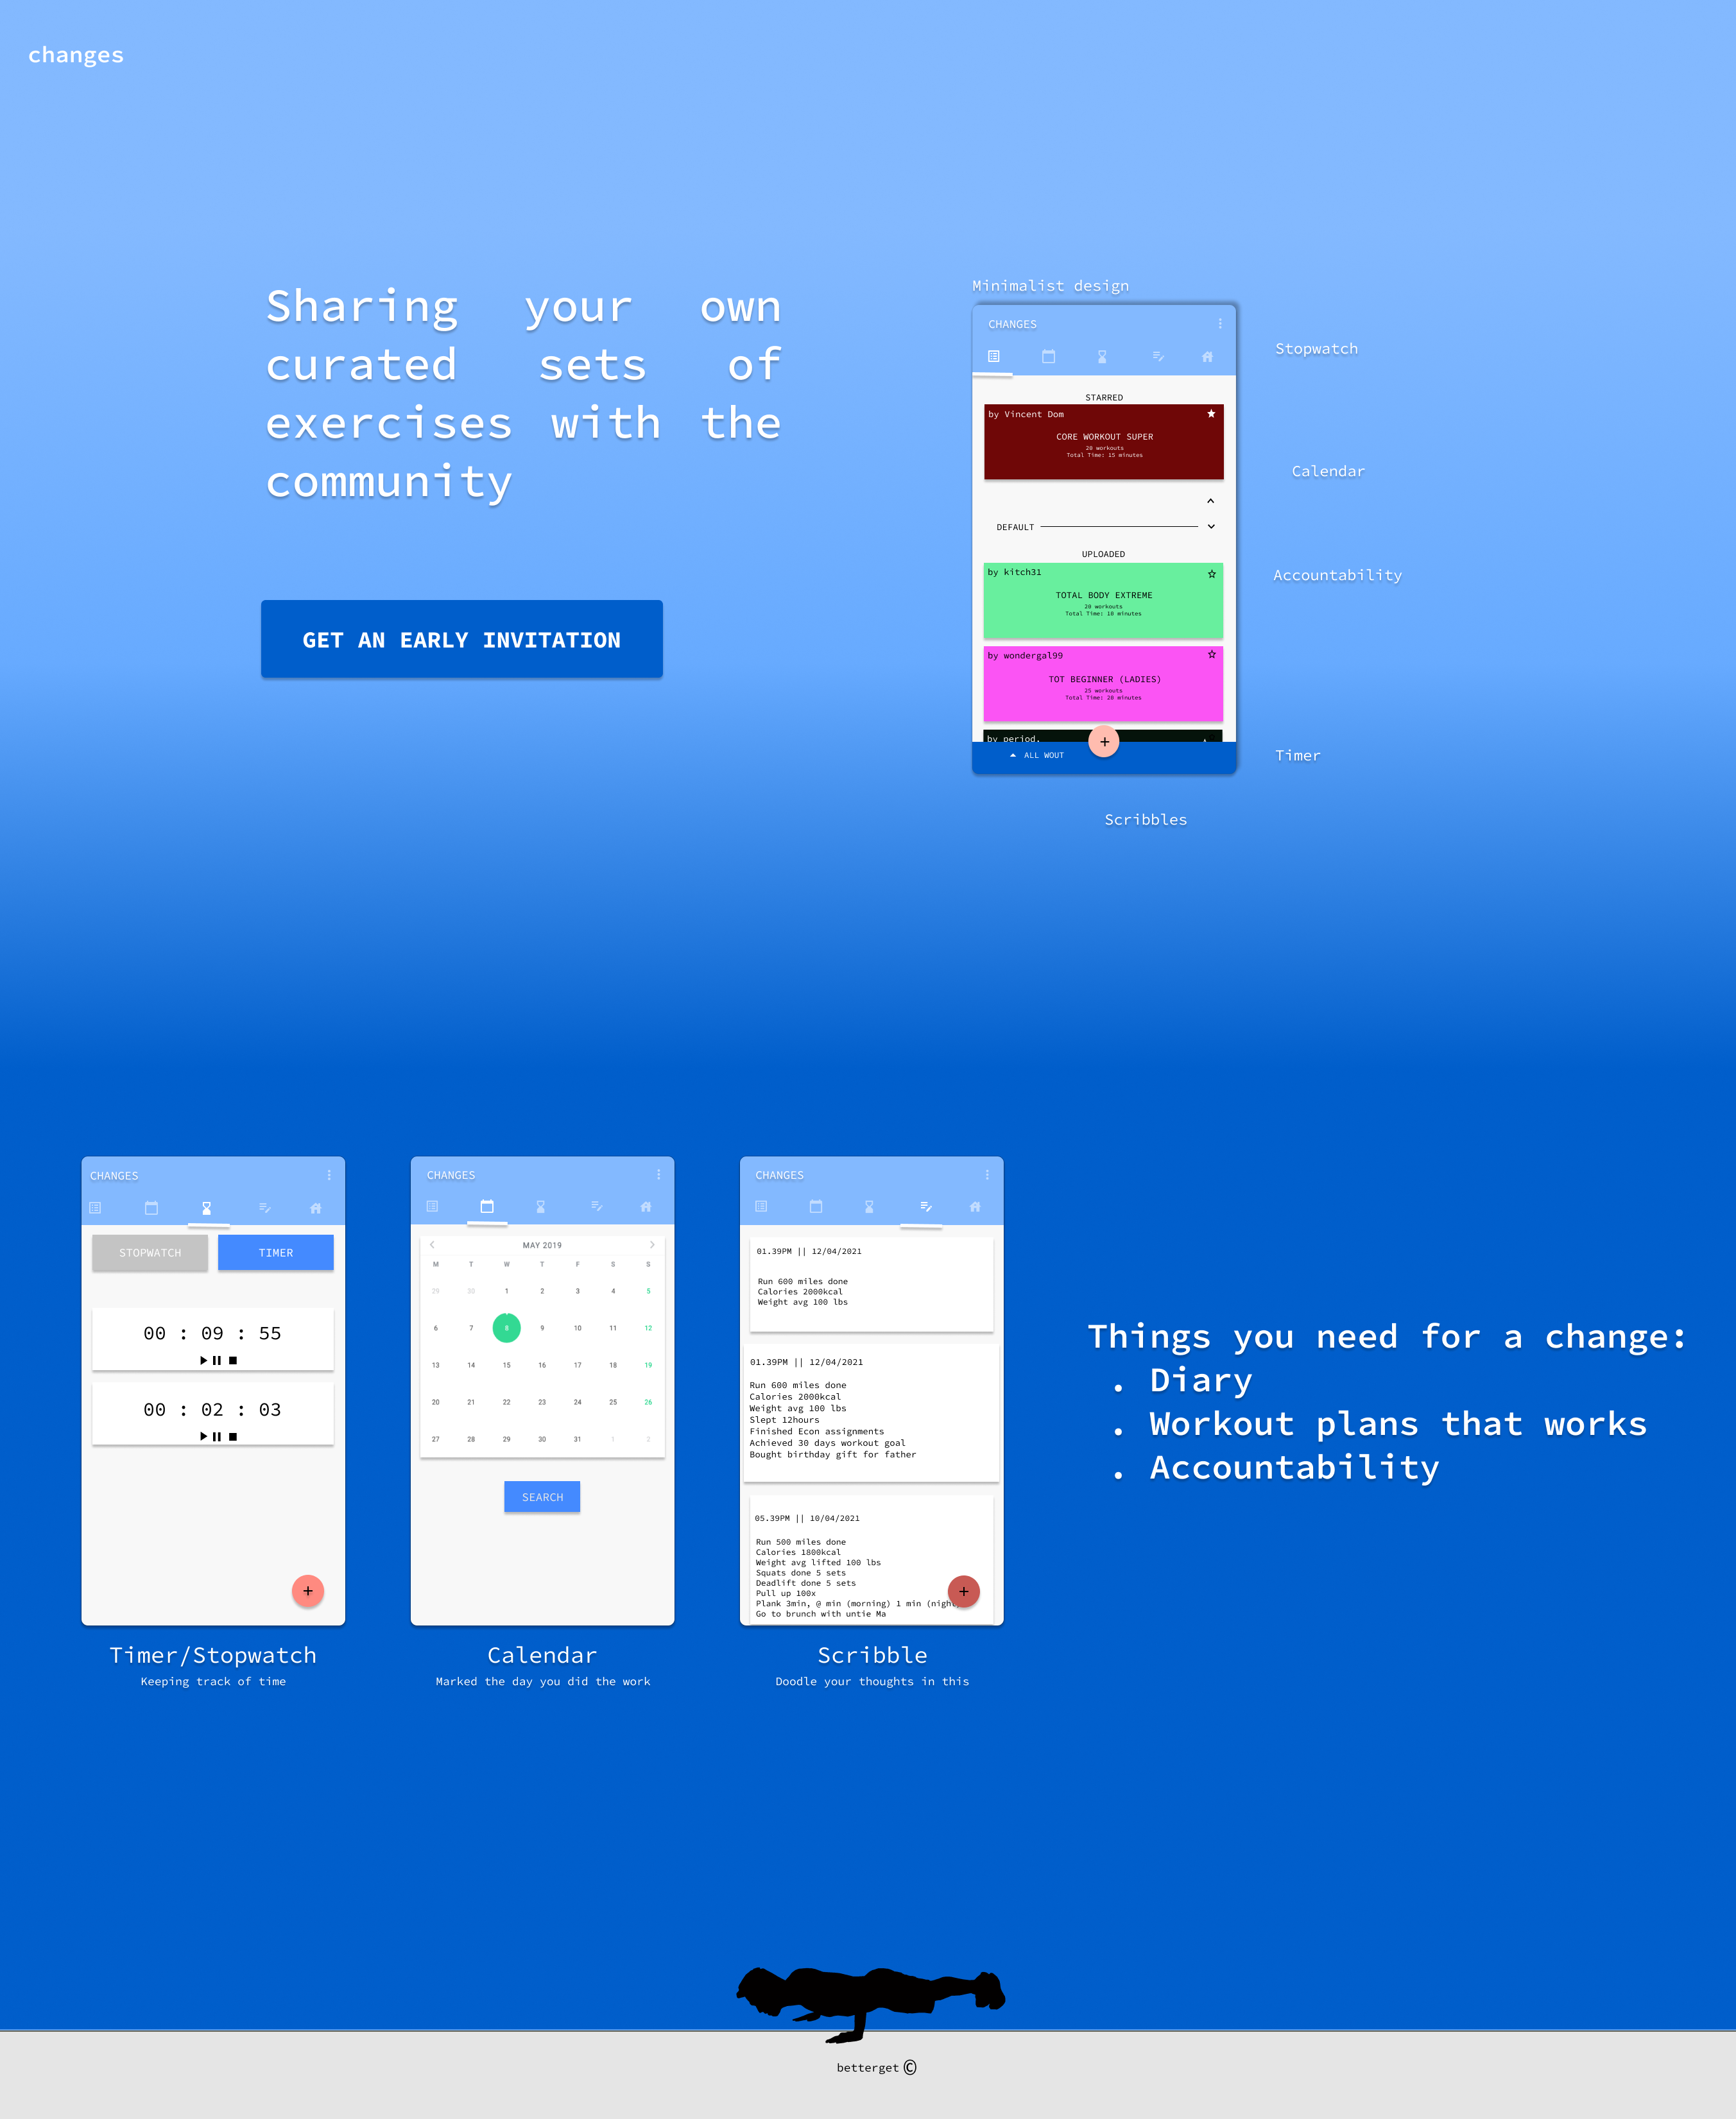 changes
Sharing your own
curated sets of
exercises with the
community
GET AN EARLY INVITATION
Minimalist design
CHANGES
STARRED
by Vincent Dom
CORE WORKOUT SUPER
20 workouts
Total Time: 15 minutes
DEFAULT
UPLOADED
by kitch31
TOTAL BODY EXTREME
20 workouts
Total Time: 10 minutes
by wondergal99
TOT BEGINNER (LADIES)
25 workouts
Total Time: 20 minutes
by period.
ALL WOUT
Stopwatch
Calendar
Accountability
Timer
Scribbles
CHANGES
STOPWATCH TIMER
00 : 09 : 55
00 : 02 : 03
+
Timer/Stopwatch
Keeping track of time
CHANGES
MAY 2019
M T W T F S S
29 30 1 2 3 4 5
6 7 8 9 10 11 12
13 14 15 16 17 18 19
20 21 22 23 24 25 26
27 28 29 30 31 1 2
SEARCH
Calendar
Marked the day you did the work
CHANGES
01.39PM || 12/04/2021
Run 600 miles done
Calories 2000kcal
Weight avg 100 lbs
01.39PM || 12/04/2021
Run 600 miles done
Calories 2000kcal
Weight avg 100 lbs
Slept 12hours
Finished Econ assignments
Achieved 30 days workout goal
Bought birthday gift for father
05.39PM || 10/04/2021
Run 500 miles done
Calories 1800kcal
Weight avg lifted 100 lbs
Squats done 5 sets
Deadlift done 5 sets
Pull up 100x
Plank 3min, @ min (morning) 1 min (night
Go to brunch with untie Ma
Scribble
Doodle your thoughts in this
Things you need for a change:
. Diary
. Workout plans that works
. Accountability
betterget ©